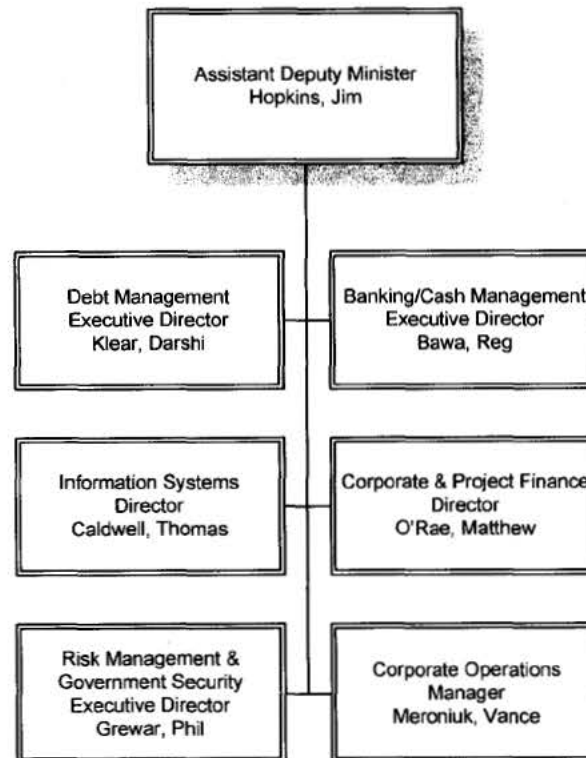 Assistant Deputy Minister
Hopkins, Jim
Debt Management
Executive Director
Klear, Darshi
Banking/Cash Management
Executive Director
Bawa, Reg
Information Systems
Director
Caldwell, Thomas
Corporate & Project Finance
Director
O'Rae, Matthew
Risk Management &
Government Security
Executive Director
Grewar, Phil
Corporate Operations
Manager
Meroniuk, Vance